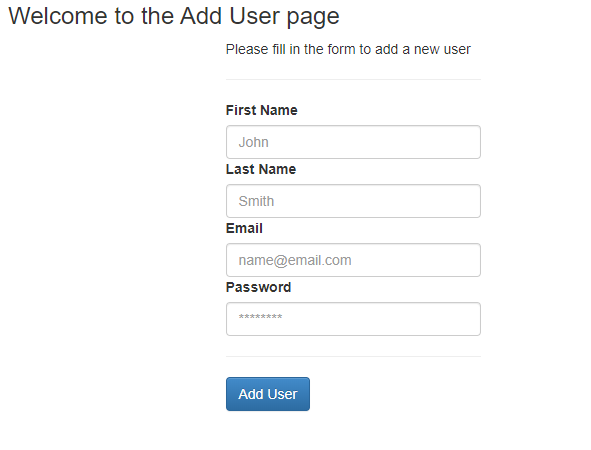 Welcome to the Add User page
Please fill in the form to add a new user
First Name
John
Last Name
Smith
Email
name@email.com
Password
********
Add User